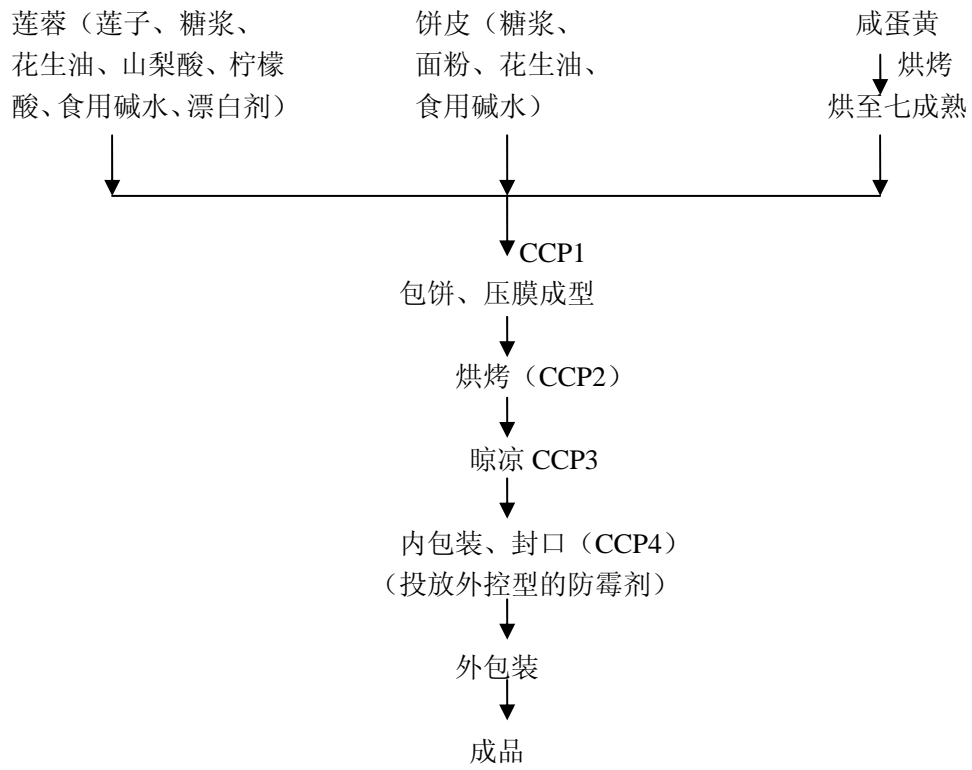 莲蓉（莲子、糖浆、
花生油、山梨酸、柠檬
酸、食用碱水、漂白剂）
饼皮（糖浆、
面粉、花生油、
食用碱水）
咸蛋黄
烘烤
烘至七成熟
CCP1
包饼、压膜成型
烘烤（CCP2）
晾凉 CCP3
内包装、封口（CCP4）
（投放外控型的防霉剂）
外包装
成品